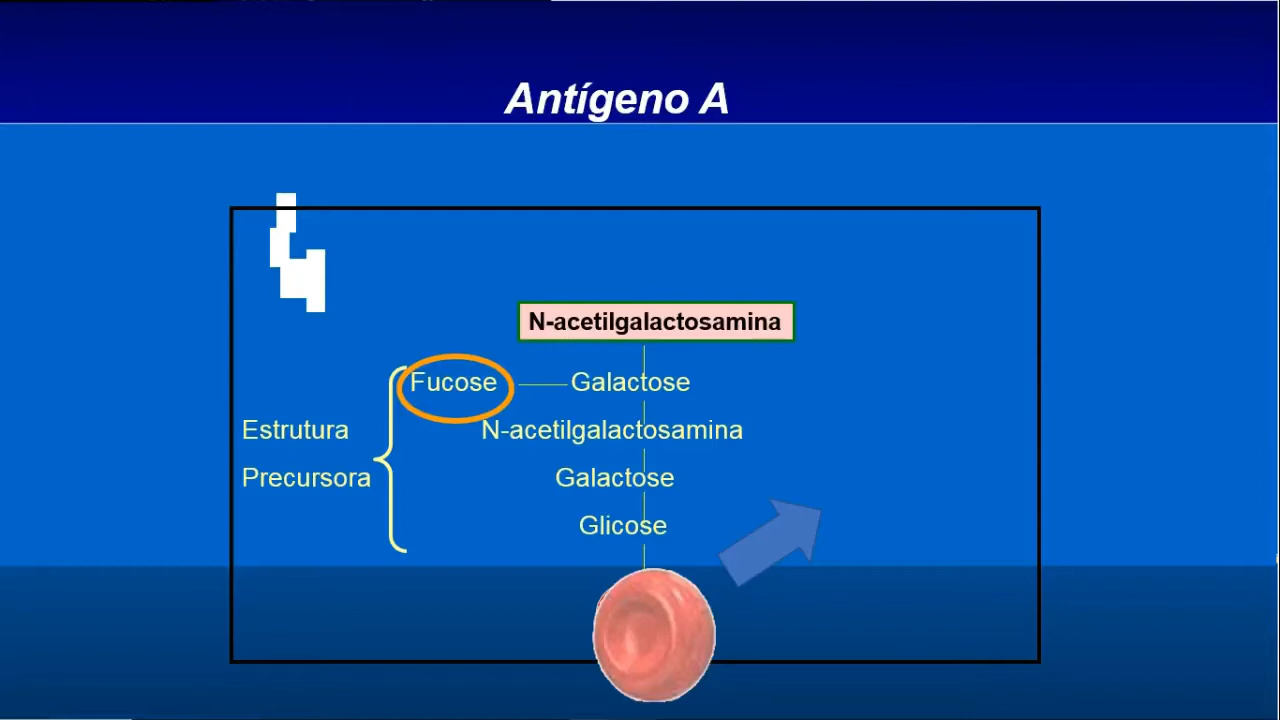 Antígeno A
N-acetilgalactosamina
Fucose Galactose
Estrutura N-acetilgalactosamina
Precursora Galactose
Glicose